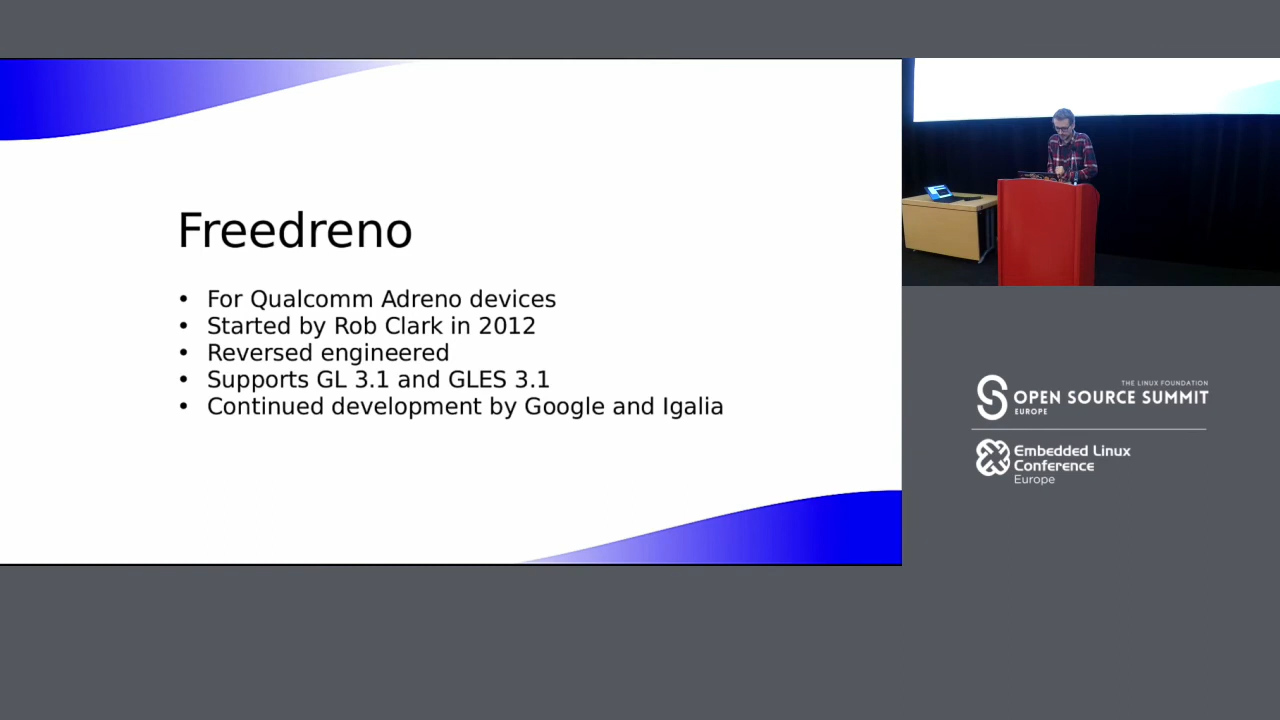 Freedreno
• For Qualcomm Adreno devices
• Started by Rob Clark in 2012
• Reversed engineered
• Supports GL 3.1 and GLES 3.1
• Continued development by Google and Igalia
THE LINUX FOUNDATION
OPEN SOURCE SUMMIT
EUROPE
Embedded Linux
Conference
Europe